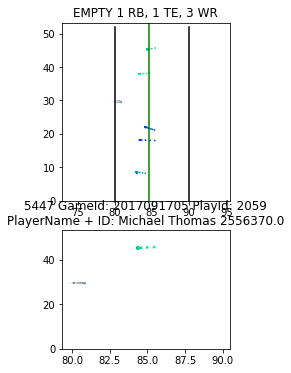 EMPTY 1 RB, 1 TE, 3 WR
50
40
30
20
10
0
75 80 85 90 95
5447 GameId: 2017091705 PlayId: 2059
PlayerName + ID: Michael Thomas 2556370.0
40
20
0
80.0 82.5 85.0 87.5 90.0